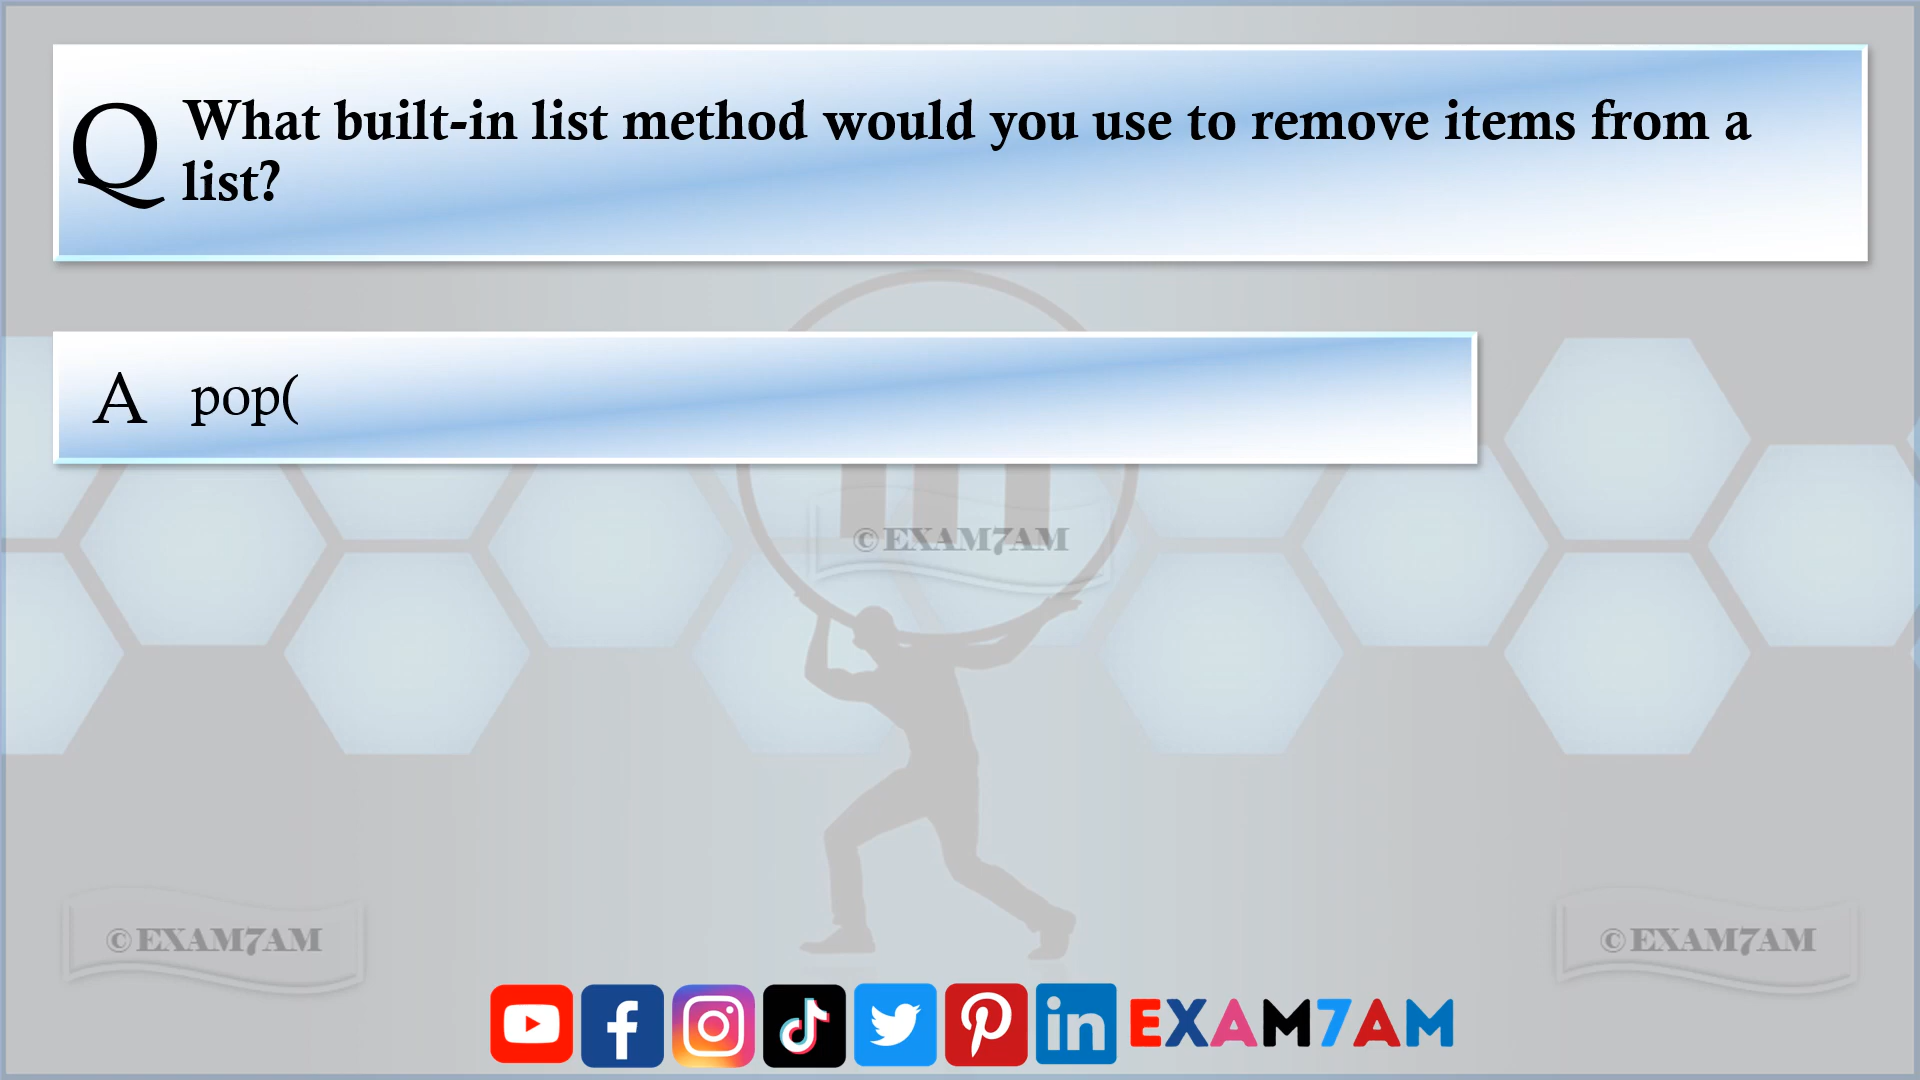 Q What built-in list method would you use to remove items from a
list?
A pop(
©EXAM7AM
©EXAM7AM
©EXAM7AM
EXAM7AM